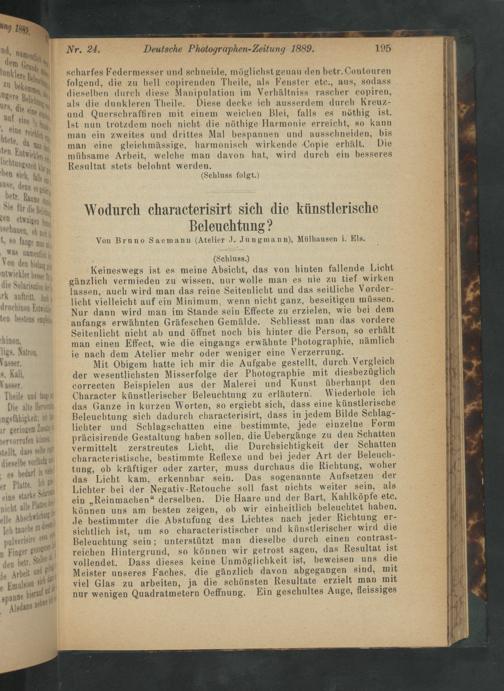 ung 1889.
Nr. 24. Deutsche Photographen-Zeitung 1889. 195
scharfes Federmesser und schneide, möglichst genau den betr. Contouren
folgend, die zu hell copirenden Theile, als Fenster etc., aus, sodass
dieselben durch diese Manipulation im Verhältniss rascher copiren,
als die dunkleren Theile. Diese decke ich ausserdem durch Kreuz-
und Querschraffiren mit einem weichen Blei, falls es nöthig ist.
Ist nun trotzdem noch nicht die nöthige Harmonie erreicht, so kann
man ein zweites und drittes Mal bespannen und ausschneiden, bis
man eine gleichmässige, harmonisch wirkende Copie erhält. Die
mühsame Arbeit, welche man davon hat, wird durch ein besseres
Resultat stets belohnt werden.
(Schluss folgt.)
Wodurch characterisirt sich die künstlerische
Beleuchtung?
Von Bruno Saemann (Atelier J. Jungmann), Mülhausen i. Els.
(Schluss.)
Keineswegs ist es meine Absicht, das von hinten fallende Licht
gänzlich vermieden zu wissen, nur wolle man es nie zu tief wirken
lassen, auch wird man das reine Seitenlicht und das seitliche Vorder-
licht vielleicht auf ein Minimum, wenn nicht ganz, beseitigen müssen.
Nur dann wird man im Stande sein Effecte zu erzielen, wie bei dem
anfangs erwähnten Gräfeschen Gemälde. Schliesst man das vordere
Seitenlicht nicht ab und öffnet noch bis hinter die Person, so erhält
man einen Effect, wie die eingangs erwähnte Photographie, nämlich
je nach dem Atelier mehr oder weniger eine Verzerrung.
Mit Obigem hatte ich mir die Aufgabe gestellt, durch Vergleich
der wesentlichsten Misserfolge der Photographie mit diesbezüglich
correcten Beispielen aus der Malerei und Kunst überhaupt den
Character künstlerischer Beleuchtung zu erläutern. Wiederhole ich
das Ganze in kurzen Worten, so ergiebt sich, dass eine künstlerische
Beleuchtung sich dadurch characterisirt, dass in jedem Bilde Schlag-
lichter und Schlagschatten eine bestimmte, jede einzelne Form
präcisirende Gestaltung haben sollen, die Uebergänge zu den Schatten
vermittelt zerstreutes Licht, die Durchsichtigkeit der Schatten
characteristische, bestimmte Reflexe und bei jeder Art der Beleuch-
tung, ob kräftiger oder zarter, muss durchaus die Richtung, woher
das Licht kam, erkennbar sein. Das sogenannte Aufsetzen der
Lichter bei der Negativ-Retouche soll fast nichts weiter sein, als
ein „Reinmachen" derselben. Die Haare und der Bart, Kahlköpfe etc.
können uns am besten zeigen, ob wir einheitlich beleuchtet haben.
Je bestimmter die Abstufung des Lichtes nach jeder Richtung er-
sichtlich ist, um so characteristischer und künstlerischer wird die
Beleuchtung sein; unterstützt man dieselbe durch einen contrast-
reichen Hintergrund, so können wir getrost sagen, das Resultat ist
vollendet. Dass dieses keine Unmöglichkeit ist, beweisen uns die
Meister unseres Faches, die gänzlich davon abgegangen sind, mit
viel Glas zu arbeiten, ja die schönsten Resultate erzielt man mit
nur wenigen Quadratmetern Oeffnung. Ein geschultes Auge, fleissiges